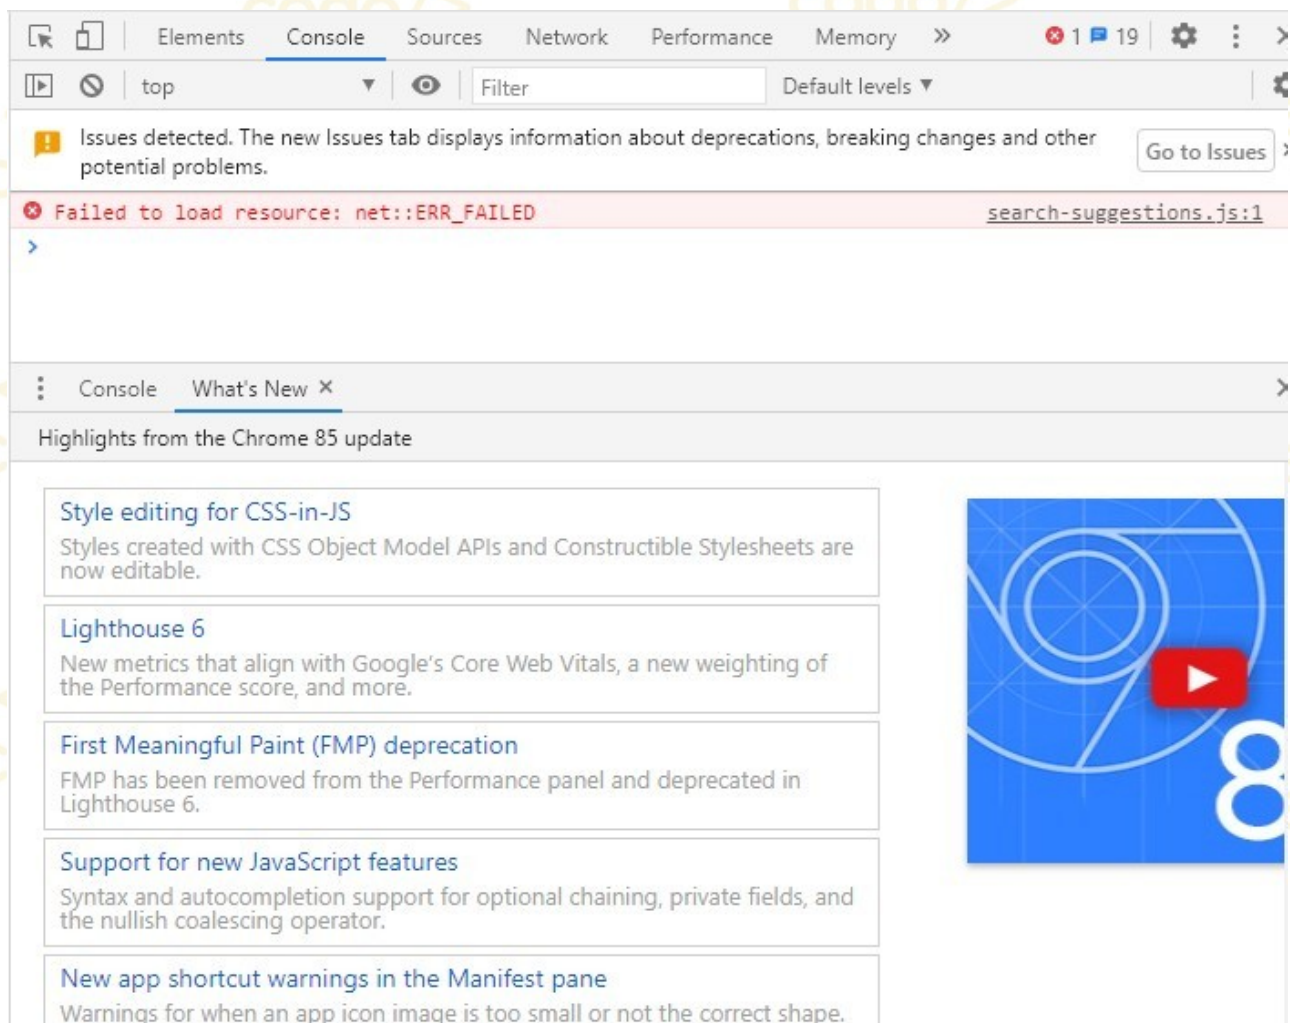 Elements Console Sources Network Performance Memory » 1 19
top Filter Default levels
Issues detected. The new Issues tab displays information about deprecations, breaking changes and other
potential problems.
Go to Issues
Failed to load resource: net::ERR_FAILED search-suggestions.js:1
Console What's New ×
Highlights from the Chrome 85 update
Style editing for CSS-in-JS
Styles created with CSS Object Model APIs and Constructible Stylesheets are
now editable.
Lighthouse 6
New metrics that align with Google's Core Web Vitals, a new weighting of
the Performance score, and more.
First Meaningful Paint (FMP) deprecation
FMP has been removed from the Performance panel and deprecated in
Lighthouse 6.
Support for new JavaScript features
Syntax and autocompletion support for optional chaining, private fields, and
the nullish coalescing operator.
New app shortcut warnings in the Manifest pane
Warnings for when an app icon image is too small or not the correct shape.
8